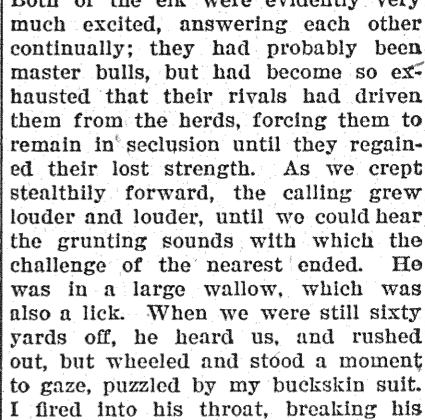 Both of the elk were evidently very
much excited, answering each other
continually; they had probably been
master bulls, but had become so ex-
hausted that their rivals had driven
them from the herds, forcing them to
remain in seclusion until they regain-
ed their lost strength. As we crept
stealthily forward, the calling grew
louder and louder, until we could hear
the grunting sounds with which the
challenge of the nearest ended. He
was in a large wallow, which was
also a lick. When we were still sixty
yards off, he heard us, and rushed
out, but wheeled and stood a moment
to gaze, puzzled by my buckskin suit.
I fired into his throat, breaking his